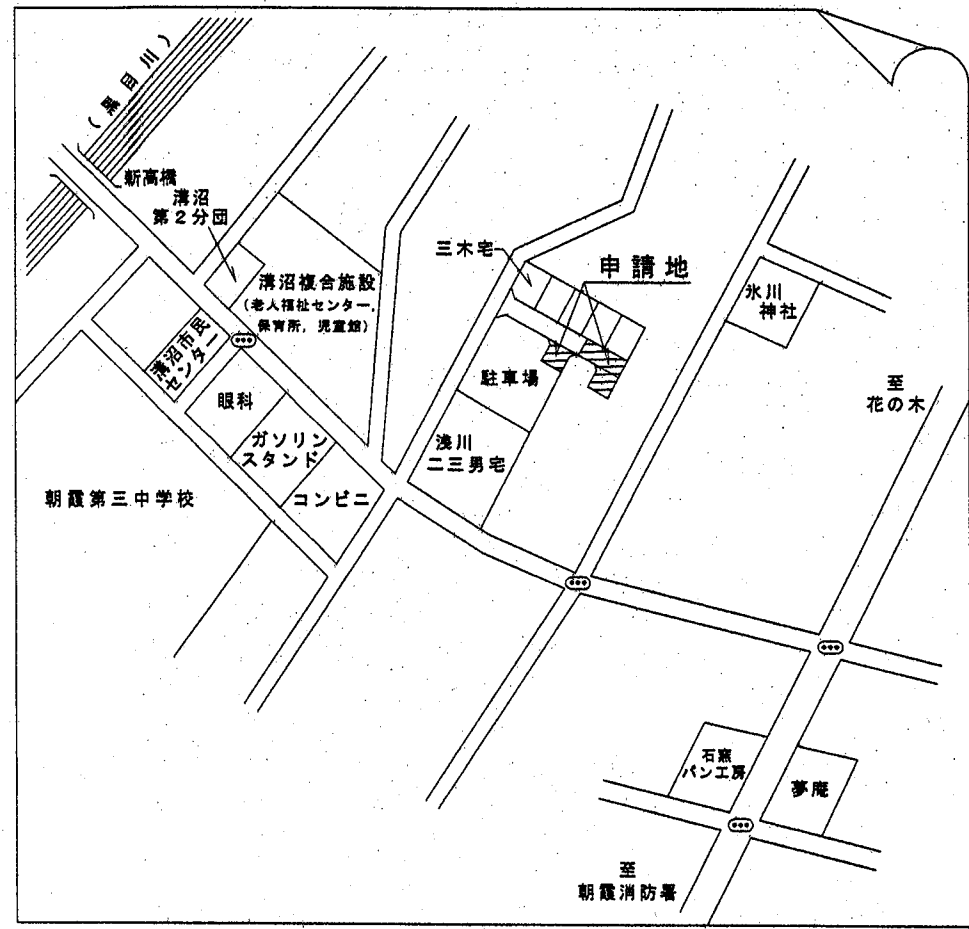 (黒目川)
新高橋
溝沼
第2分団
溝沼複合施設
(老人福祉センター,
保育所, 児童館)
三木宅
申請地
氷川
神社
溝沼市民
センター
眼科
ガソリン
スタンド
コンビニ
駐車場
浅川
二三男宅
至
花の木
朝霞第三中学校
石窯
パン工房
夢庵
至
朝霞消防署